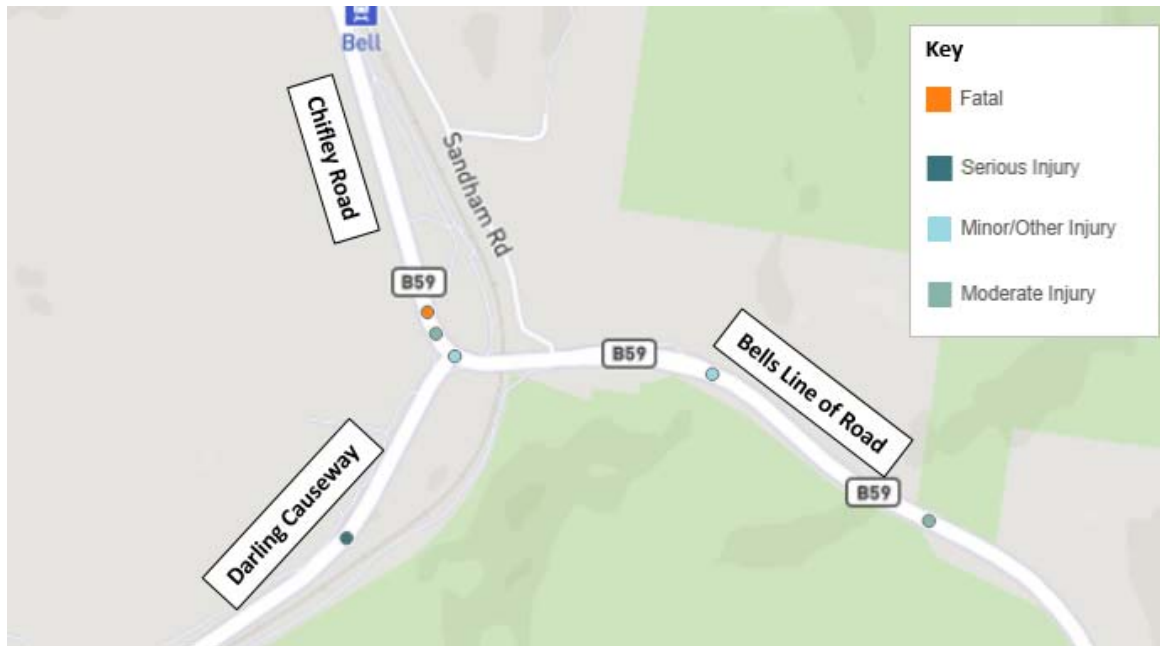 Bell
Chifley Road
Sandham Rd
B59
B59
Bells Line of Road
B59
Darling Causeway
Key
Fatal
Serious Injury
Minor/Other Injury
Moderate Injury